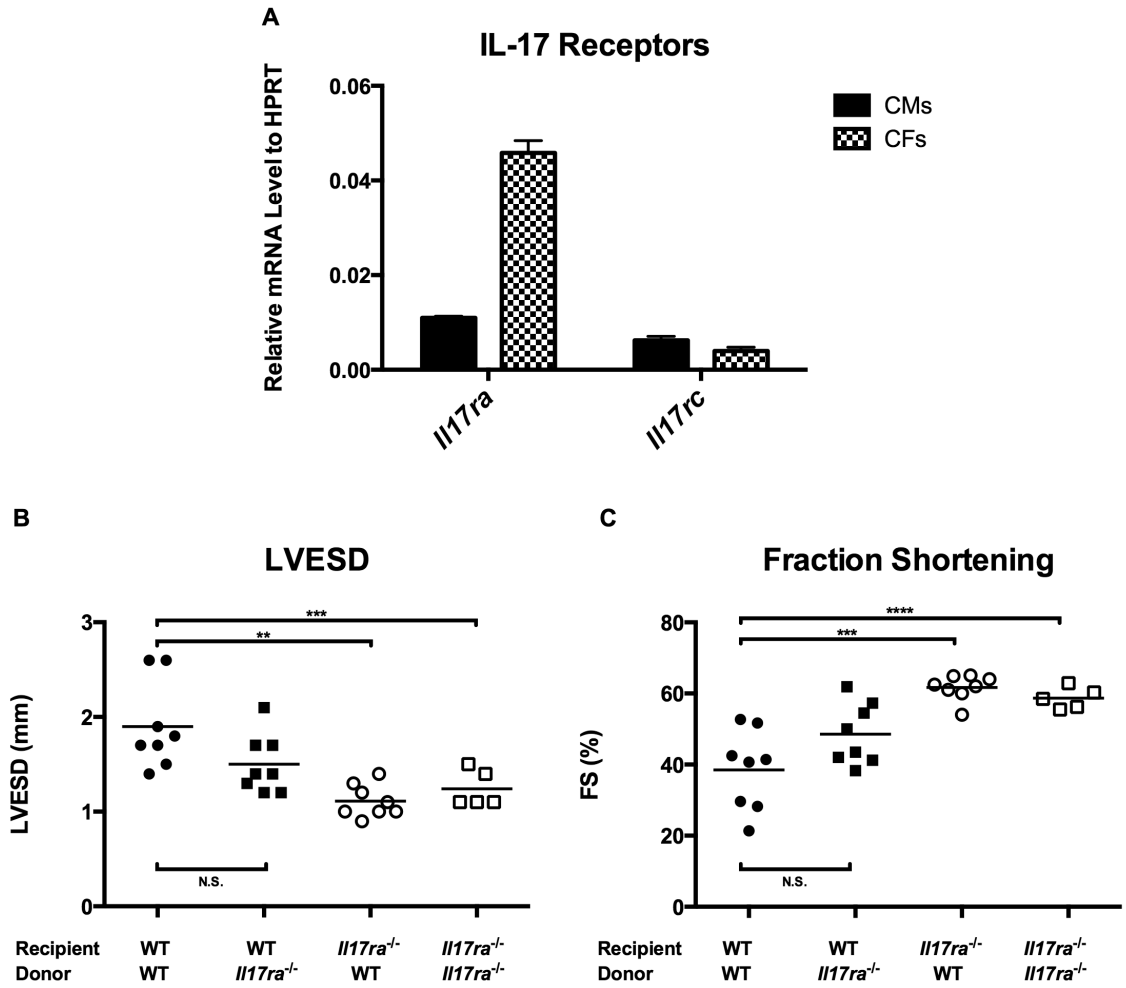 A
IL-17 Receptors
Relative mRNA Level to HPRT
0.06
0.04
0.02
0.00
Il17ra
Il17rc
CMs
CFs
B
LVESD
LVESD (mm)
3
2
1
0
***
**
N.S.
Recipient WT WT Il17ra-/- Il17ra-/-
Donor WT Il17ra-/- WT Il17ra-/-
C
Fraction Shortening
FS (%)
80
60
40
20
0
****
***
N.S.
Recipient WT WT Il17ra-/- Il17ra-/-
Donor WT Il17ra-/- WT Il17ra-/-